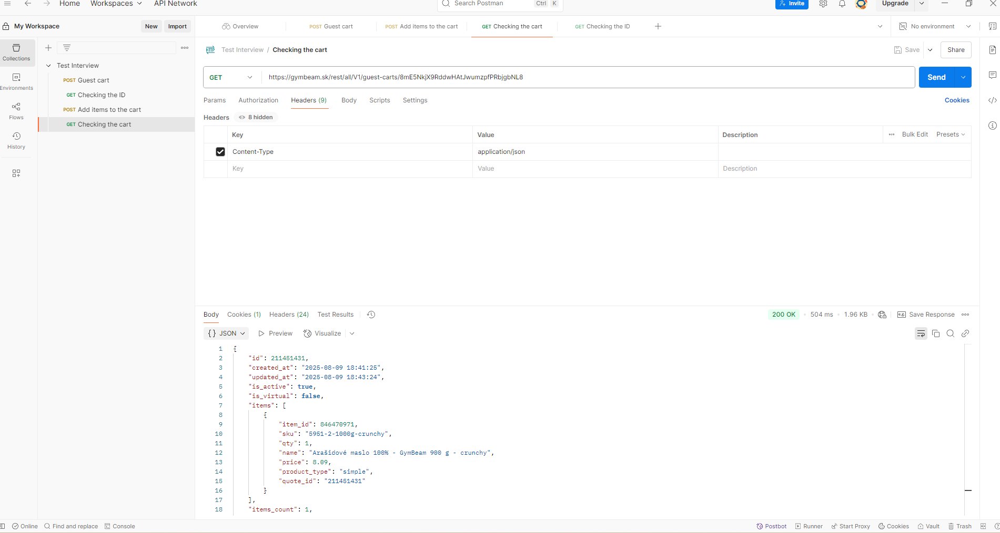 Home Workspaces API Network Search Postman Ctrl K Invite Upgrade
My Workspace New Import Overview POST Guest cart POST Add items to the cart GET Checking the cart GET Checking the ID No environment
Collections
Environments
Flows
History
Test Interview
POST Guest cart
GET Checking the ID
POST Add items to the cart
GET Checking the cart
HTTP Test Interview / Checking the cart Save Share
GET https://gymbeam.sk/rest/all/V1/guest-carts/8mE5NkjX9RddwHAtJwumzpfPRbjgbNL8 Send
Params Authorization Headers (9) Body Scripts Settings Cookies
Headers 8 hidden
Key Value Description Bulk Edit Presets
Content-Type application/json
Key Value Description
Body Cookies (1) Headers (24) Test Results 200 OK 504 ms 1.96 KB e.g. Save Response
{} JSON Preview Visualize
1 {
2 "id": 211451431,
3 "created_at": "2025-08-09 18:41:25",
4 "updated_at": "2025-08-09 18:43:24",
5 "is_active": true,
6 "is_virtual": false,
7 "items": [
8 {
9 "item_id": 846470971,
10 "sku": "5951-2-1000g-crunchy",
11 "qty": 1,
12 "name": "Arašidové maslo 100% - GymBeam 900 g - crunchy",
13 "price": 8.09,
14 "product_type": "simple",
15 "quote_id": "211451431"
16 }
17 ],
18 "items_count": 1,
Online Find and replace Console Postbot Runner Start Proxy Cookies Vault Trash